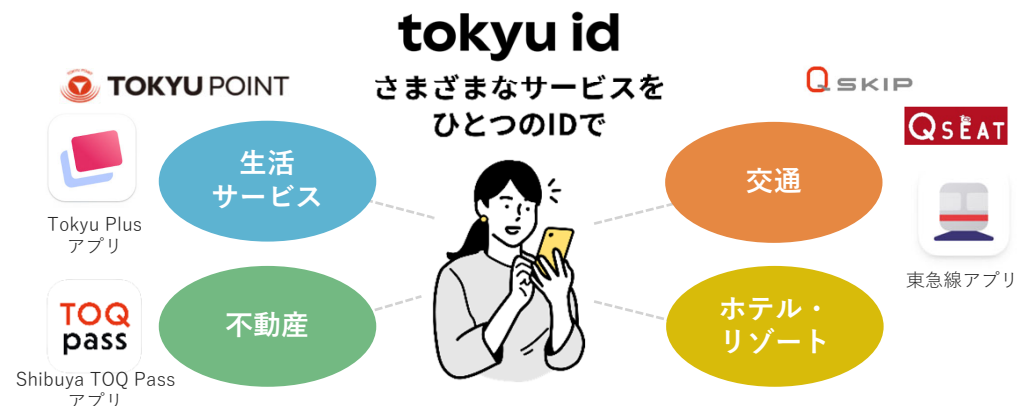 tokyu id
さまざまなサービスを
ひとつのIDで
TOKYU POINT
Tokyu Plus
アプリ
生活
サービス
TOQ
pass
Shibuya TOQ Pass
アプリ
不動産
Q SKIP
Q SEAT
交通
東急線アプリ
ホテル・
リゾート